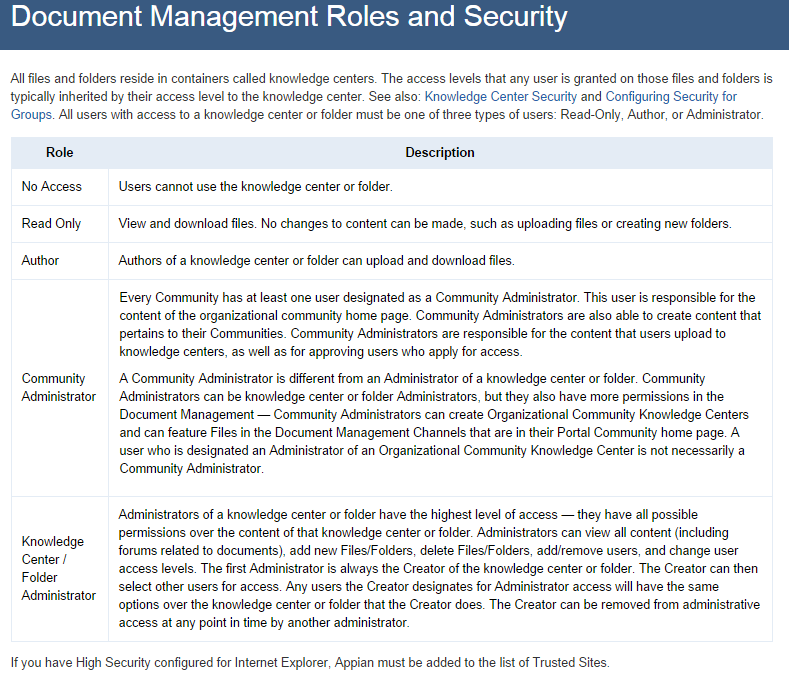 Document Management Roles and Security
All files and folders reside in containers called knowledge centers. The access levels that any user is granted on those files and folders is
typically inherited by their access level to the knowledge center. See also: Knowledge Center Security and Configuring Security for
Groups. All users with access to a knowledge center or folder must be one of three types of users: Read-Only, Author, or Administrator.
Role Description
No Access Users cannot use the knowledge center or folder.
Read Only View and download files. No changes to content can be made, such as uploading files or creating new folders.
Author Authors of a knowledge center or folder can upload and download files.
Community
Administrator
Every Community has at least one user designated as a Community Administrator. This user is responsible for the
content of the organizational community home page. Community Administrators are also able to create content that
pertains to their Communities. Community Administrators are responsible for the content that users upload to
knowledge centers, as well as for approving users who apply for access.
A Community Administrator is different from an Administrator of a knowledge center or folder. Community
Administrators can be knowledge center or folder Administrators, but they also have more permissions in the
Document Management — Community Administrators can create Organizational Community Knowledge Centers
and can feature Files in the Document Management Channels that are in their Portal Community home page. A
user who is designated an Administrator of an Organizational Community Knowledge Center is not necessarily a
Community Administrator.
Knowledge
Center /
Folder
Administrator
Administrators of a knowledge center or folder have the highest level of access — they have all possible
permissions over the content of that knowledge center or folder. Administrators can view all content (including
forums related to documents), add new Files/Folders, delete Files/Folders, add/remove users, and change user
access levels. The first Administrator is always the Creator of the knowledge center or folder. The Creator can then
select other users for access. Any users the Creator designates for Administrator access will have the same
options over the knowledge center or folder that the Creator does. The Creator can be removed from administrative
access at any point in time by another administrator.
If you have High Security configured for Internet Explorer, Appian must be added to the list of Trusted Sites.